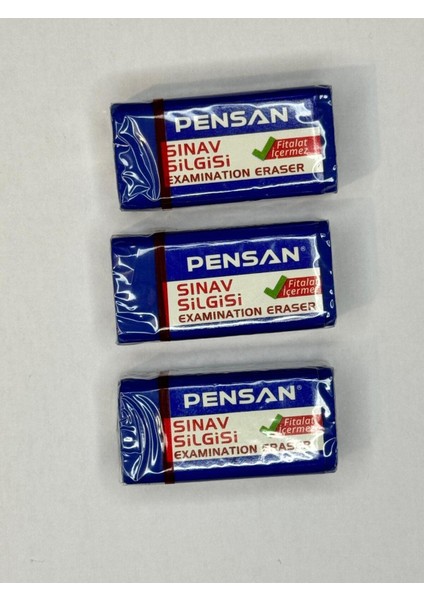 PENSAN
SINAV
SiLGiSi
EXAMINATION ERASER
Fitalat
İçermez
PENSAN®
SINAV
SiLGiSi
EXAMINATION ERASER
Fitalat
İçermez
PENSAN®
SINAV
SiLGiSi
EXAMINATION ERASER
Fitalat
İçermez